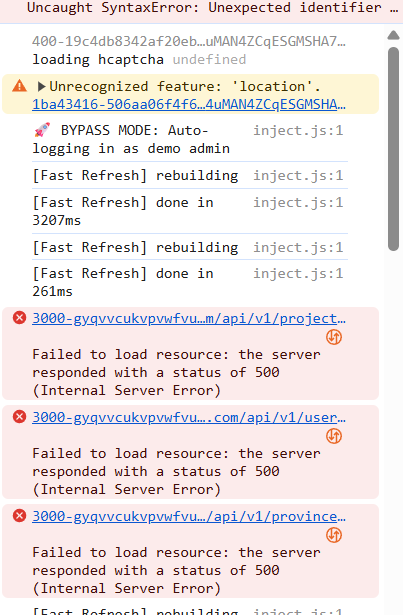 Uncaught SyntaxError: Unexpected identifier …
400-19c4db8342af20eb…uMAN4ZCqESGMSHA7…
loading hcaptcha undefined
Unrecognized feature: 'location'.
1ba43416-506aa06f4f6…4uMAN4ZCqESGMSHA…
🚀 BYPASS MODE: Auto- inject.js:1
logging in as demo admin
[Fast Refresh] rebuilding inject.js:1
[Fast Refresh] done in inject.js:1
3207ms
[Fast Refresh] rebuilding inject.js:1
[Fast Refresh] done in inject.js:1
261ms
3000-gyqvvcukvpvwfvu…m/api/v1/project…
Failed to load resource: the server
responded with a status of 500
(Internal Server Error)
3000-gyqvvcukvpvwfvu….com/api/v1/user…
Failed to load resource: the server
responded with a status of 500
(Internal Server Error)
3000-gyqvvcukvpvwfvu…/api/v1/province…
Failed to load resource: the server
responded with a status of 500
(Internal Server Error)
[Fast Refresh] rebuilding inject.js:1